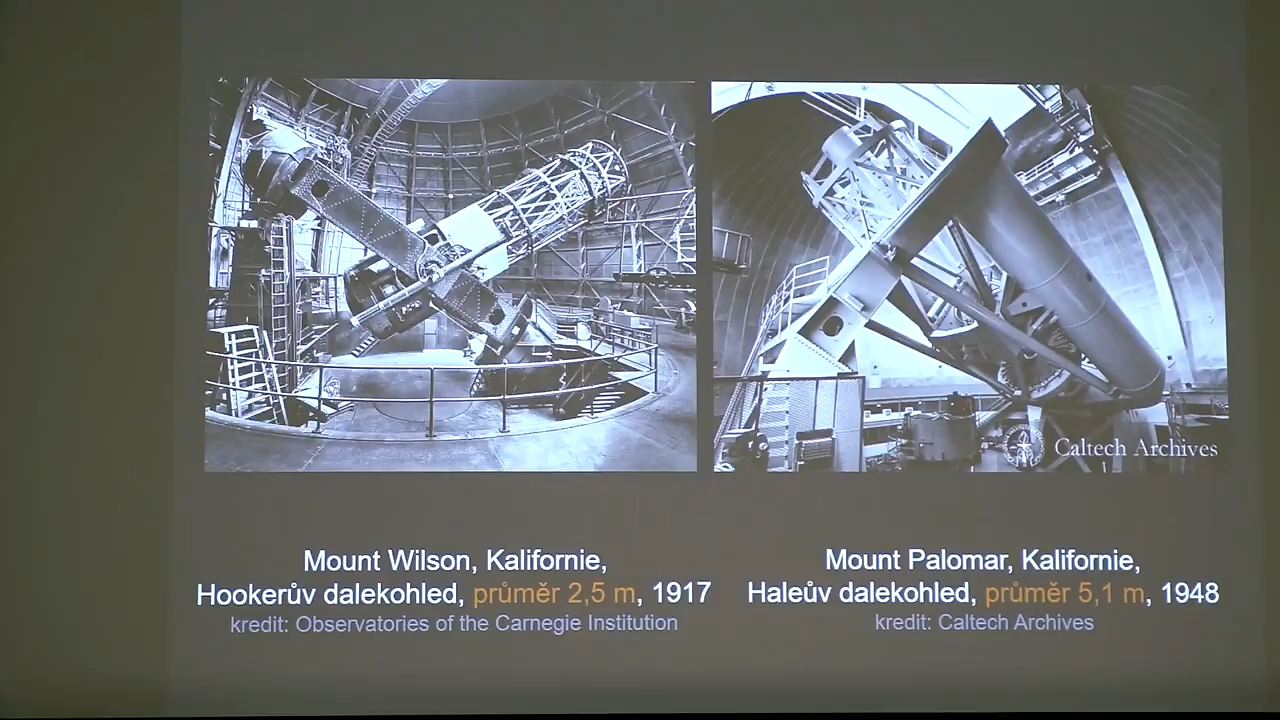 Caltech Archives
Mount Wilson, Kalifornie,
Hookerův dalekohled, průměr 2,5 m, 1917
kredit: Observatories of the Carnegie Institution
Mount Palomar, Kalifornie,
Haleův dalekohled, průměr 5,1 m, 1948
kredit: Caltech Archives